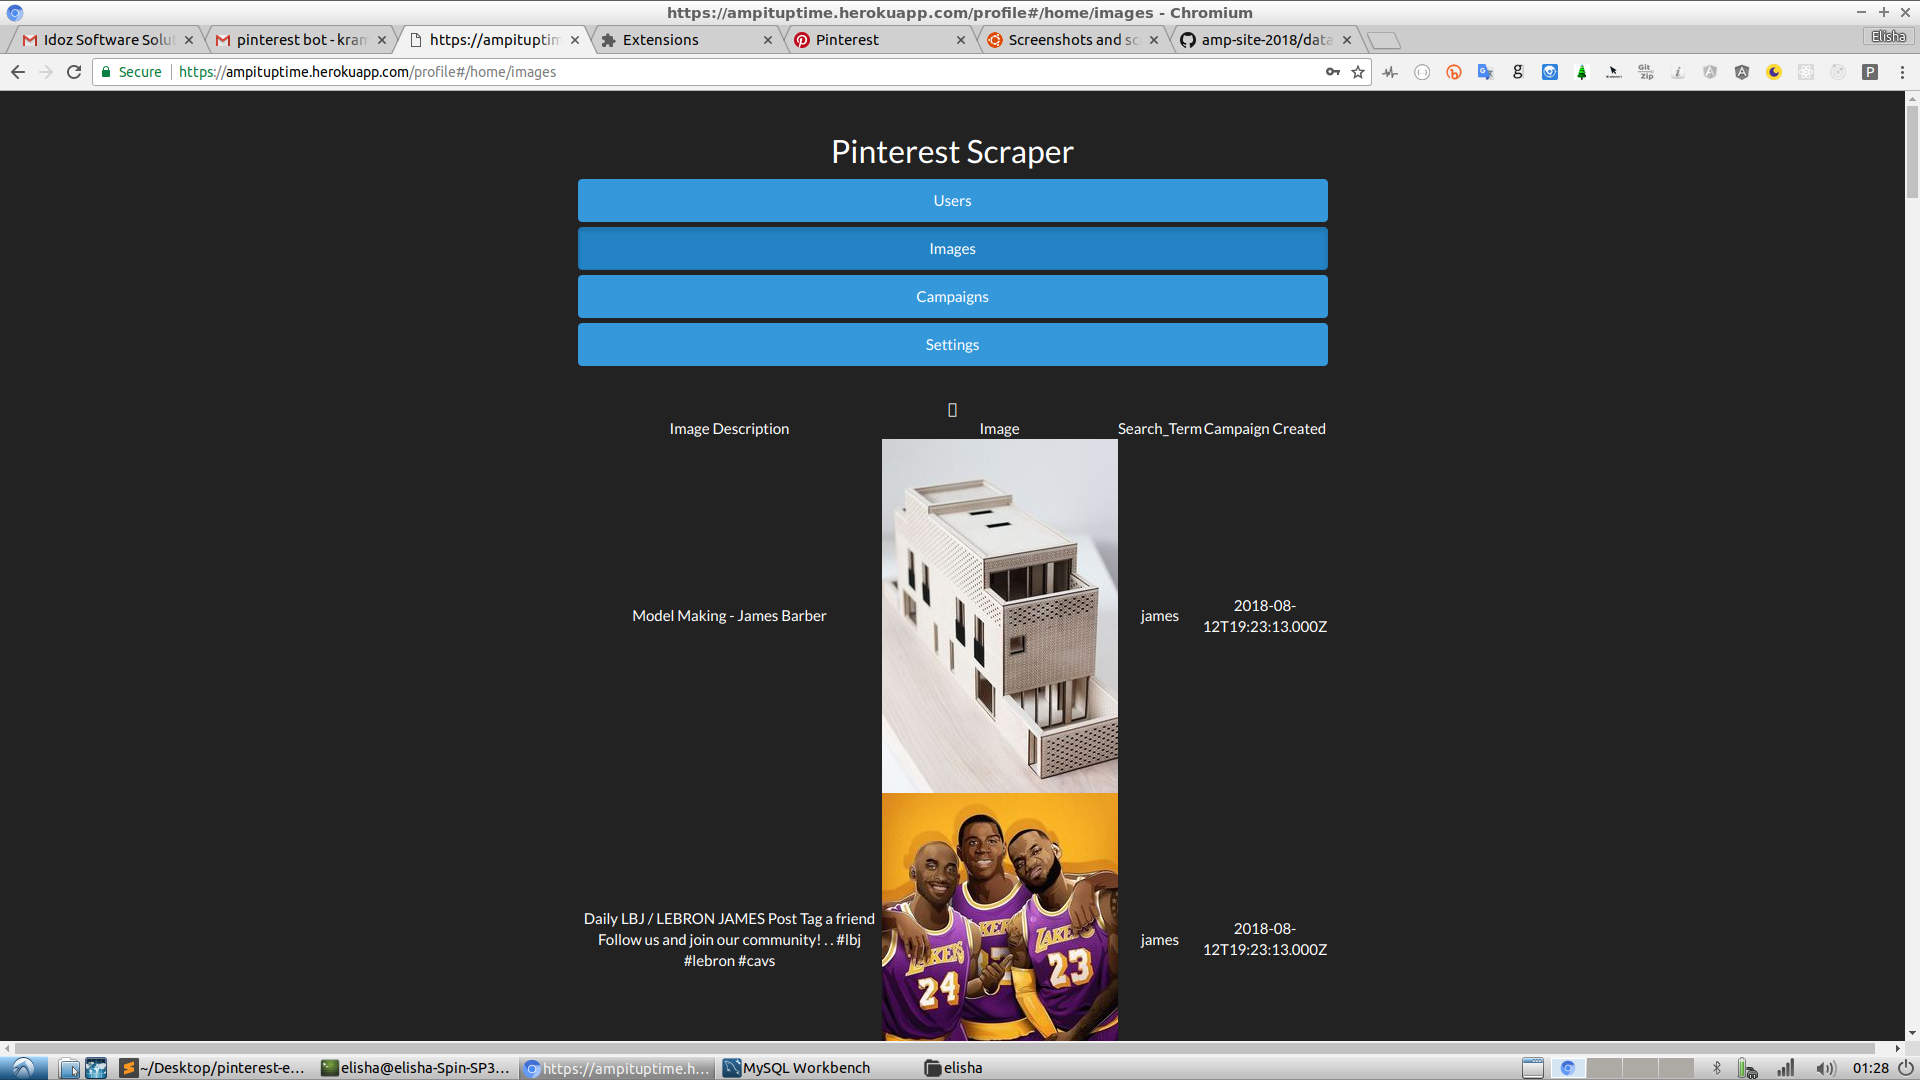 https://ampituptime.herokuapp.com/profile#/home/images - Chromium
Idoz Software Solut
pinterest bot - kram
https://ampituptim
Extensions
Pinterest
Screenshots and sc
amp-site-2018/data
Elisha
Secure
https://ampituptime.herokuapp.com/profile#/home/images
Git Zip
P
Pinterest Scraper
Users
Images
Campaigns
Settings
Image Description
Image
Search_Term
Campaign
Created
Model Making - James Barber
james
2018-08-
12T19:23:13.000Z
LAKERS
LAKERS
24
23
Daily LBJ / LEBRON JAMES Post Tag a friend
Follow us and join our community! . . #lbj
#lebron #cavs
james
2018-08-
12T19:23:13.000Z
~/Desktop/pinterest-e...
elisha@elisha-Spin-SP3...
https://ampituptime.h...
MySQL Workbench
elisha
01:28